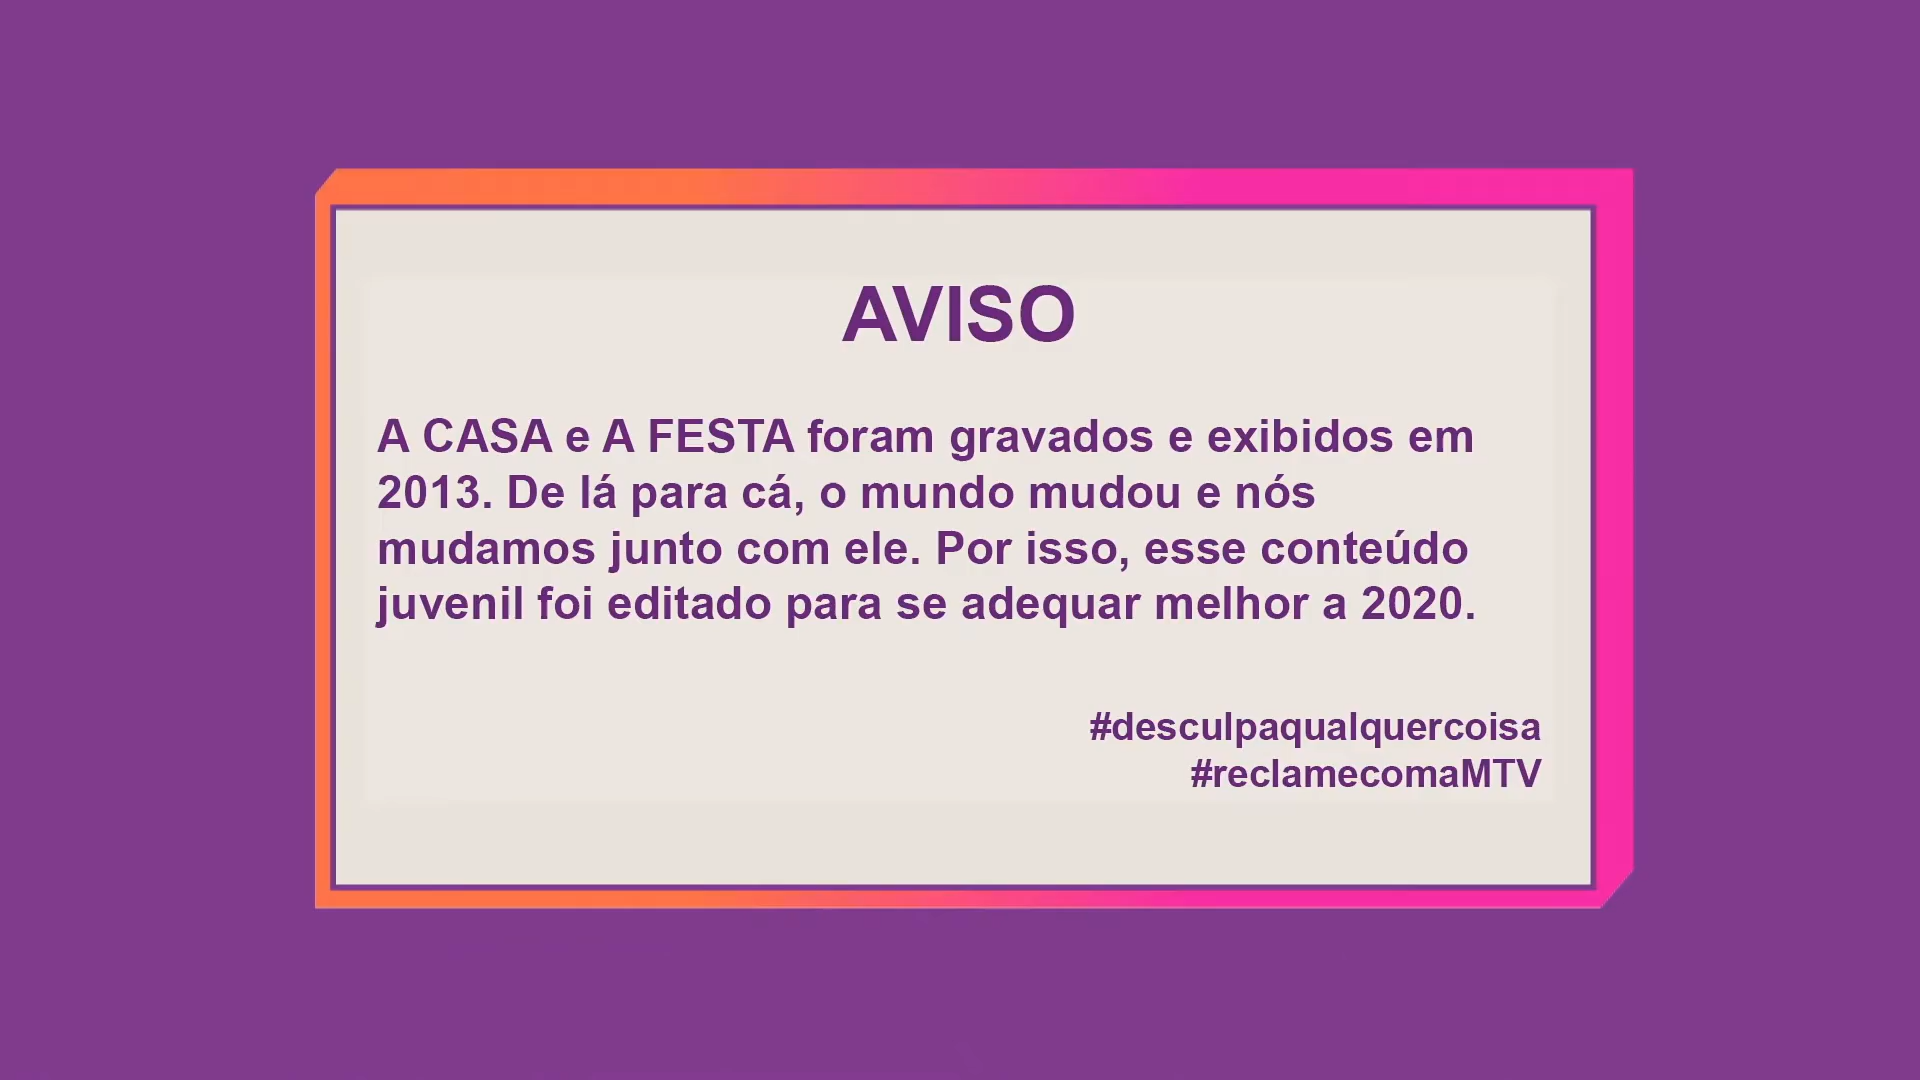 AVISO
A CASA e A FESTA foram gravados e exibidos em
2013. De lá para cá, o mundo mudou e nós
mudamos junto com ele. Por isso, esse conteúdo
juvenil foi editado para se adequar melhor a 2020.
#desculpaqualquercoisa
#reclamecomaMTV